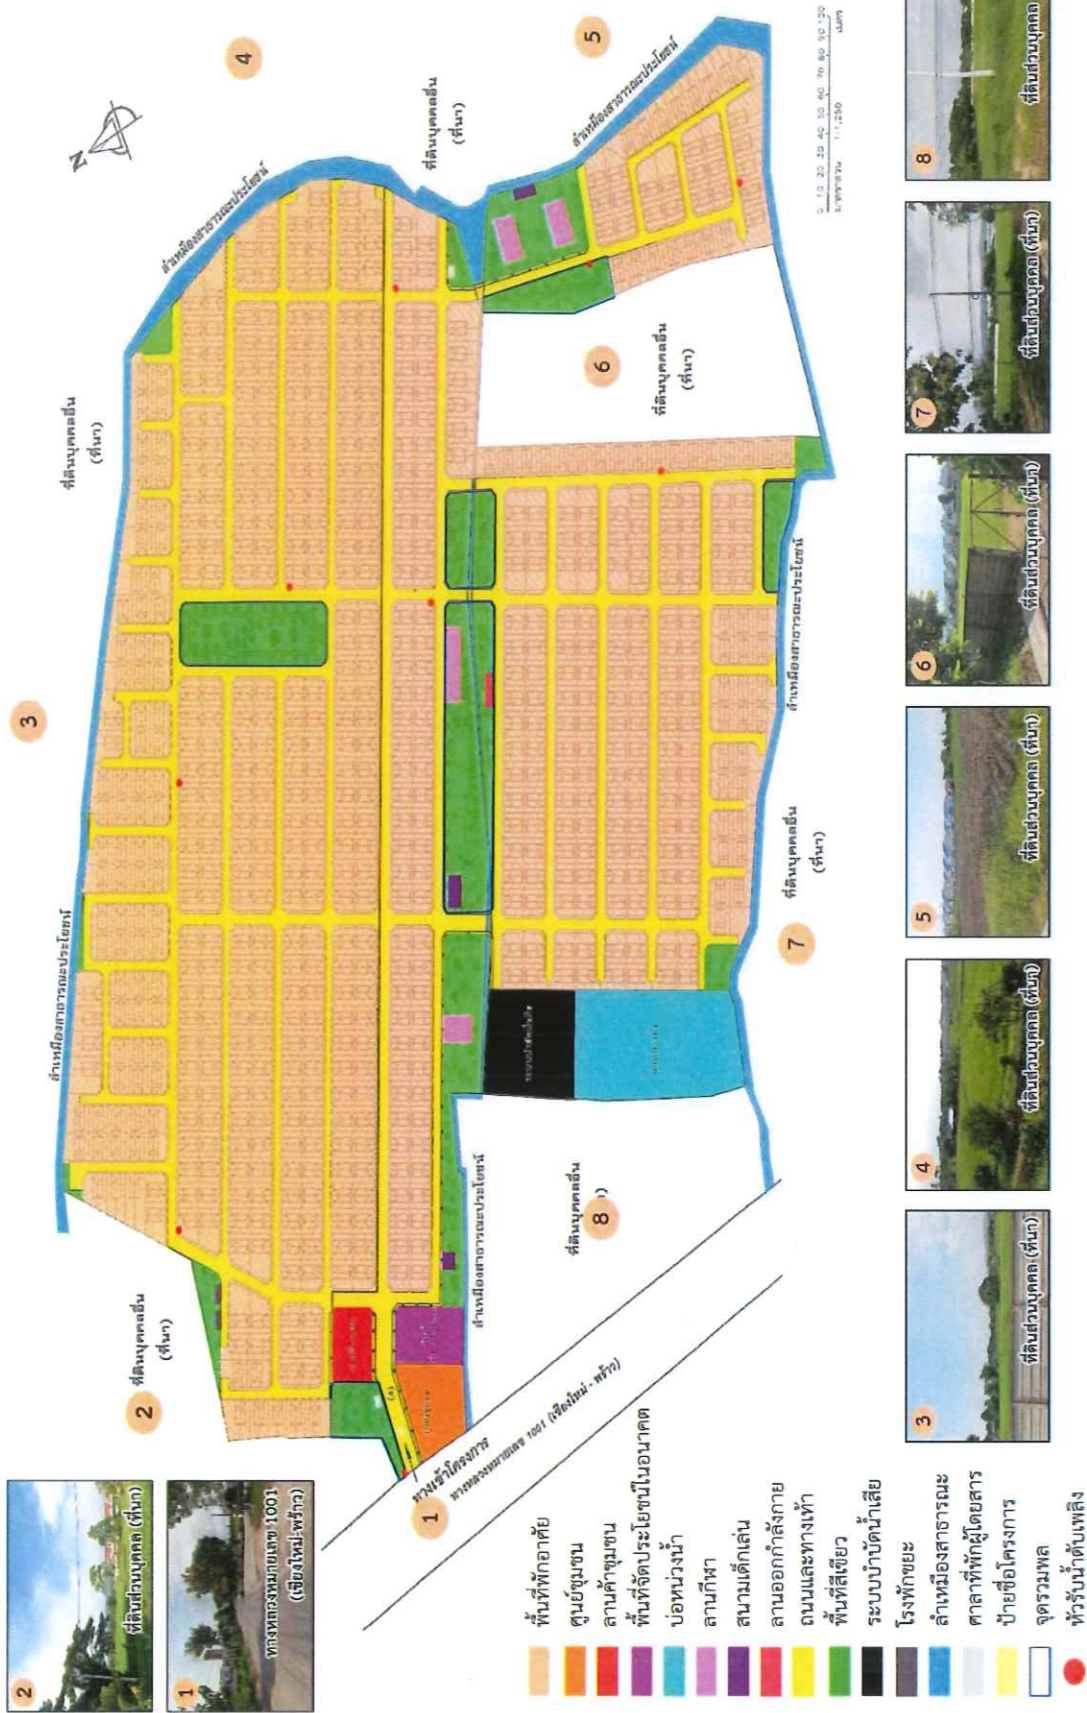 3
4
5
ลำเหมืองสาธารณะประโยชน์
ที่ดินบุคคลอื่น
(ที่นา)
N
ลำเหมืองสาธารณะประโยชน์
ที่ดินบุคคลอื่น
(ที่นา)
ลำเหมืองสาธารณะประโยชน์
0 10 20 30 40 50 60 70 80 90 100
2
ที่ดินบุคคลอื่น
(ที่นา)
6
ที่ดินบุคคลอื่น
(ที่นา)
ลำเหมืองสาธารณะประโยชน์
ลำเหมืองสาธารณะประโยชน์
7
ที่ดินบุคคลอื่น
(ที่นา)
8
ที่ดินบุคคลอื่น
1
ทางเข้าโครงการ
ทางหลวงหมายเลข 1001 (เชียงใหม่ - พร้าว)
2
ที่ดินส่วนบุคคล (ที่นา)
1
ทางหลวงหมายเลข 1001
(เชียงใหม่-พร้าว)
พื้นที่พักอาศัย
ศูนย์ชุมชน
ลานค้าชุมชน
พื้นที่จัดประโยชน์ในอนาคต
บ่อหน่วงน้ำ
ลานกีฬา
สนามเด็กเล่น
ลานออกกำลังกาย
ถนนและทางเท้า
พื้นที่สีเขียว
ระบบบำบัดน้ำเสีย
โรงพักขยะ
ลำเหมืองสาธารณะ
ศาลาที่พักผู้โดยสาร
ป้ายชื่อโครงการ
จุดรวมพล
หัวรับน้ำดับเพลิง
3
ที่ดินส่วนบุคคล (ที่นา)
4
ที่ดินส่วนบุคคล (ที่นา)
5
ที่ดินส่วนบุคคล (ที่นา)
6
ที่ดินส่วนบุคคล (ที่นา)
7
ที่ดินส่วนบุคคล (ที่นา)
8
ที่ดินส่วนบุคคล